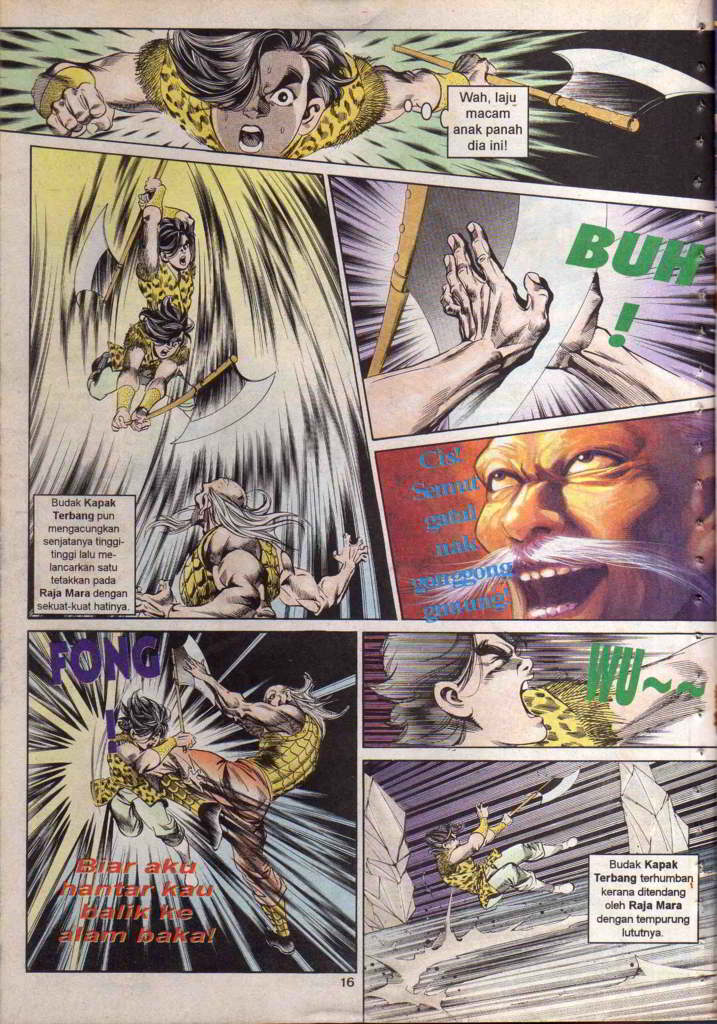 Wah, laju
macam
anak panah
dia ini!
BUH
!
Budak Kapak
Terbang pun
mengacungkan
senjatanya tinggi-
tinggi lalu me-
lancarkan satu
tetakkan pada
Raja Mara dengan
sekuat-kuat hatinya.
Cis!
Semut
gatal
nak
gonggong
gunung!
FONG
!
Biar aku
hantar kau
balik ke
alam baka!
WU~~
Budak Kapak
Terbang terhumban
kerana ditendang
oleh Raja Mara
dengan tempurung
lututnya.
16